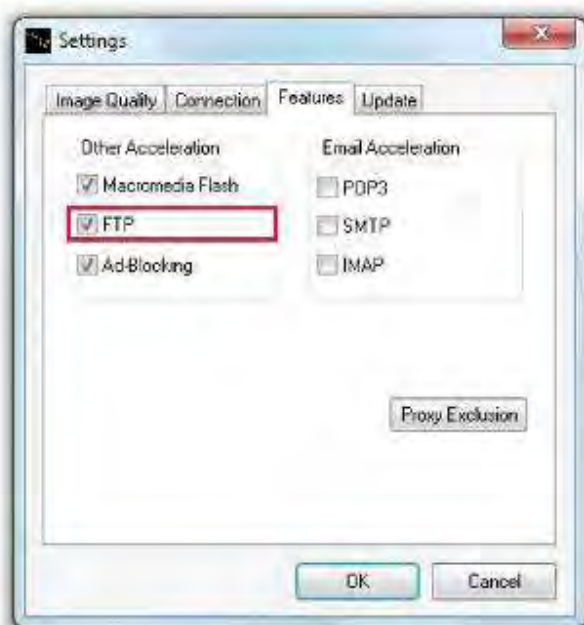 Settings
Image Quality Connection Features Update
Other Acceleration
Macromedia Flash
FTP
Ad-Blocking
Email Acceleration
POP3
SMTP
IMAP
Proxy Exclusion
OK Cancel